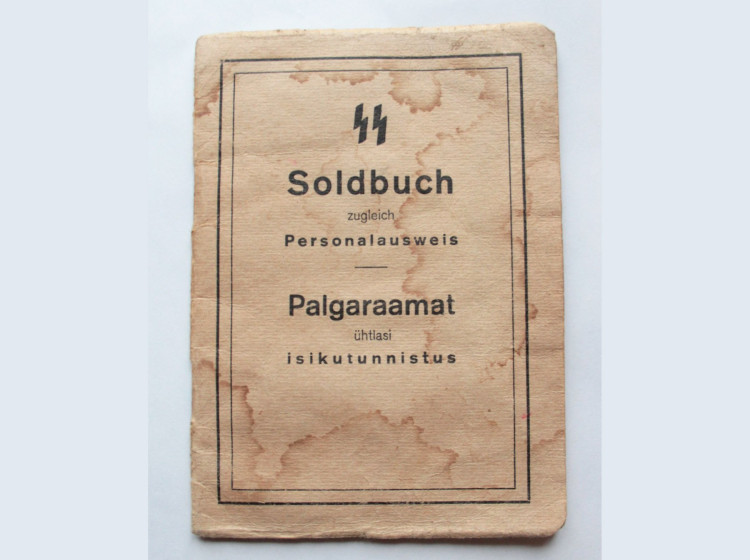 ᛋᛋ
Soldbuch
zugleich
Personalausweis
Palgaraamat
ühtlasi
isikutunnistus